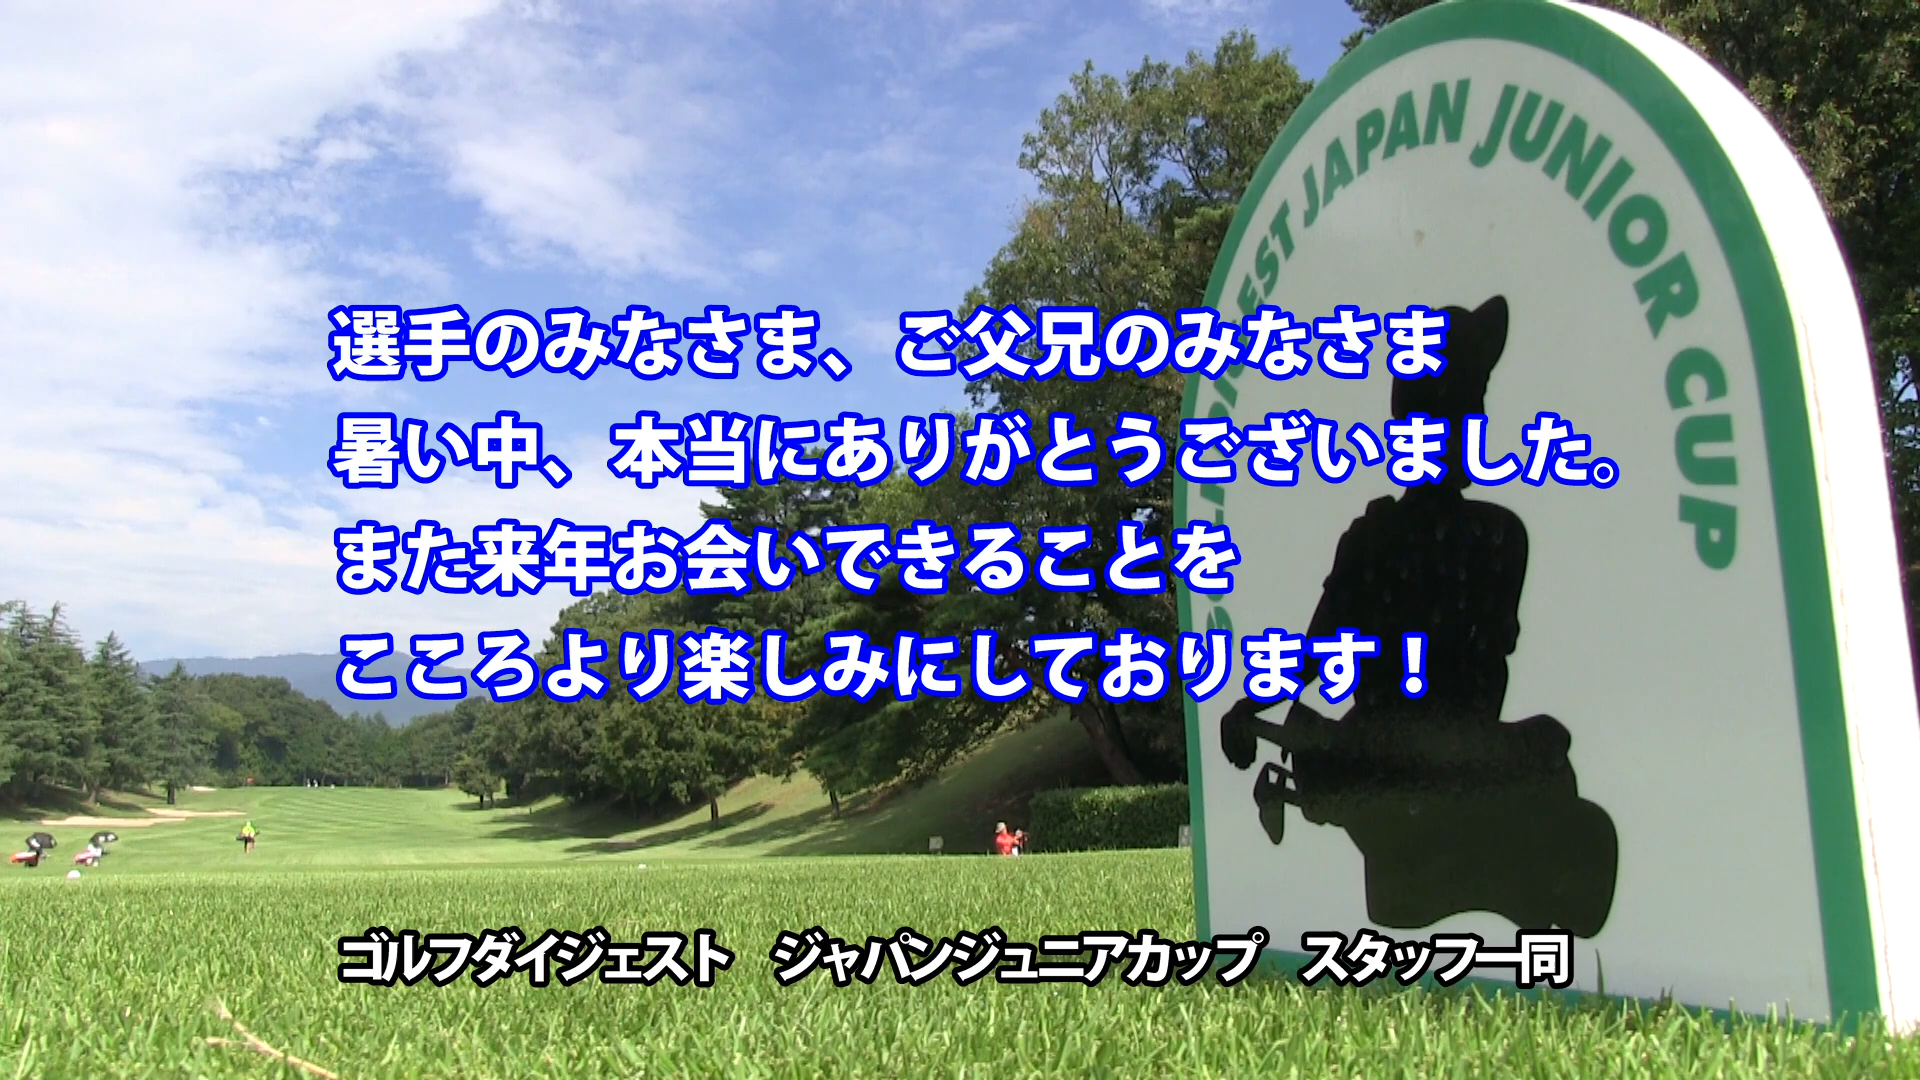 GOLF DIGEST JAPAN JUNIOR CUP
選手のみなさま、ご父兄のみなさま
暑い中、本当にありがとうございました。
また来年お会いできることを
こころより楽しみにしております！
ゴルフダイジェスト　ジャパンジュニアカップ　スタッフ一同